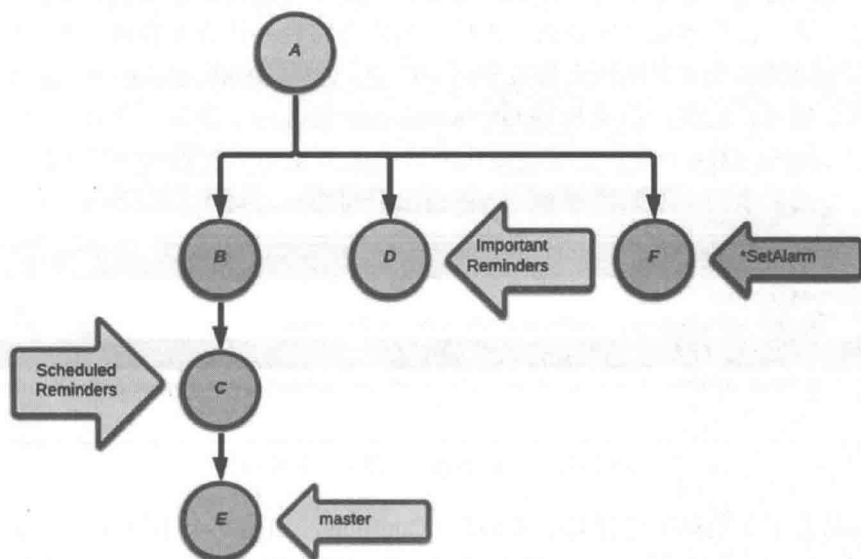 A
B
D
Important
Reminders
F
*SetAlarm
Scheduled
Reminders
C
E
master